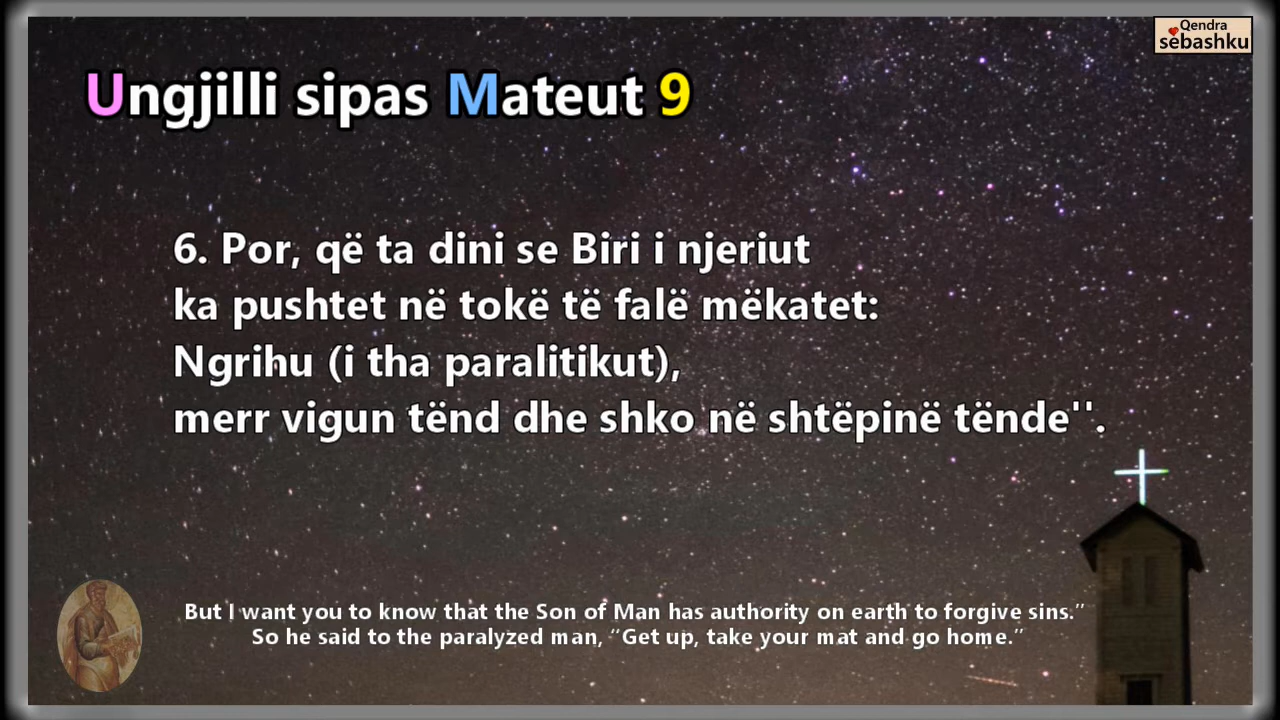 Qendra
sebashku
Ungjilli sipas Mateut 9
6. Por, që ta dini se Biri i njeriut
ka pushtet në tokë të falë mëkatet:
Ngrihu (i tha paralitikut),
merr vigun tënd dhe shko në shtëpinë tënde''.
But I want you to know that the Son of Man has authority on earth to forgive sins.”
So he said to the paralyzed man, “Get up, take your mat and go home.”